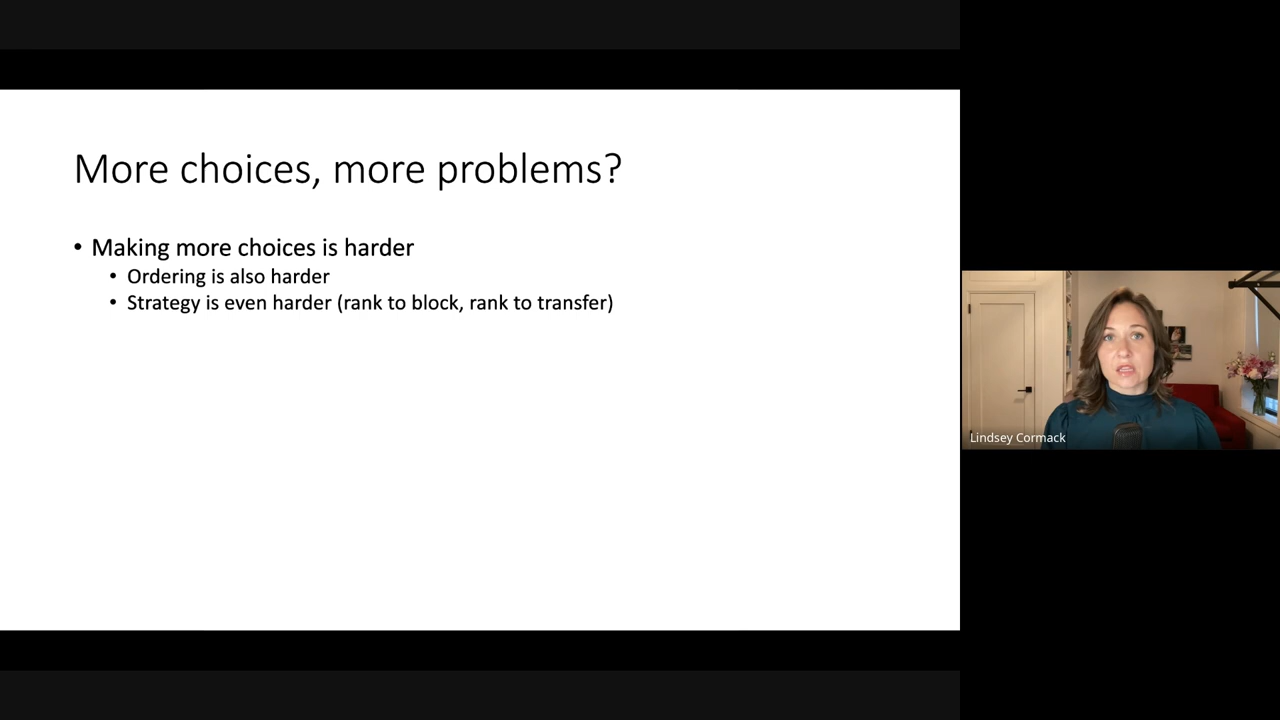 More choices, more problems?
• Making more choices is harder
• Ordering is also harder
• Strategy is even harder (rank to block, rank to transfer)
Lindsey Cormack